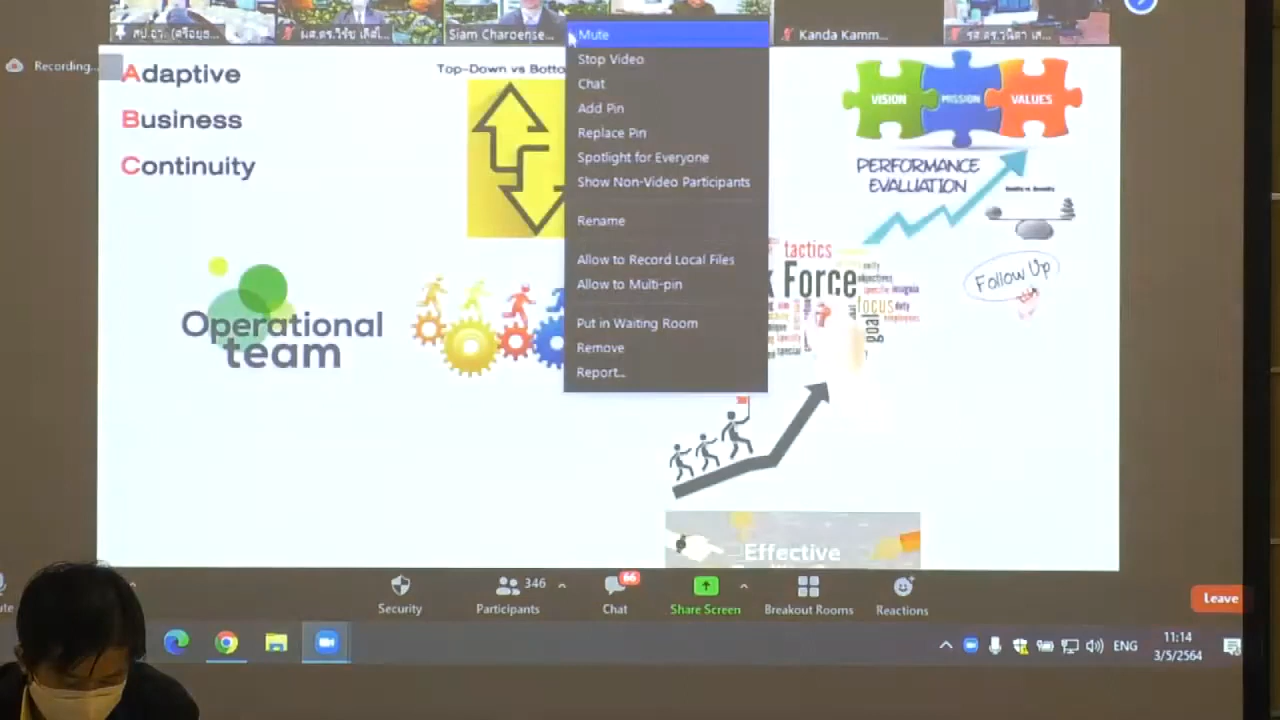 Siam Charoense...
Kanda Kamm...
Recording...
Adaptive
Business
Continuity
Top-Down vs Botto
Mute
Stop Video
Chat
Add Pin
Replace Pin
Spotlight for Everyone
Show Non-Video Participants
Rename
Allow to Record Local Files
Allow to Multi-pin
Put in Waiting Room
Remove
Report...
VISION
MISSION
VALUES
PERFORMANCE
EVALUATION
Follow Up
tactics
k Force
focus
duty
goal
Operational
team
Effective
346
66
Security
Participants
Chat
Share Screen
Breakout Rooms
Reactions
Leave
ENG
11:14
3/5/2564